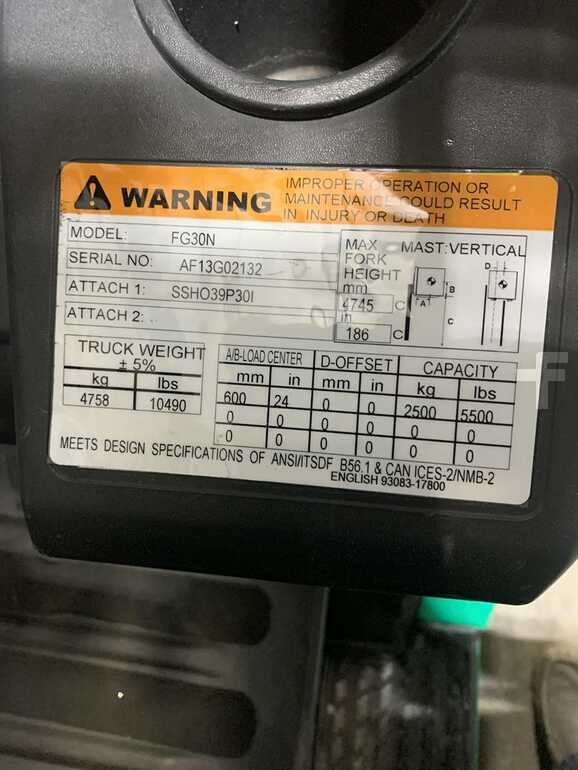 WARNING
IMPROPER OPERATION OR
MAINTENANCE COULD RESULT
IN INJURY OR DEATH
MODEL: FG30N
SERIAL NO: AF13G02132
ATTACH 1: SSHO39P30I
ATTACH 2:
MAX FORK HEIGHT
mm
4745 C
in
186 C
MAST:VERTICAL
D
B
A
C
TRUCK WEIGHT
± 5%
kg lbs
4758 10490
A/B-LOAD CENTER D-OFFSET CAPACITY
mm in mm in kg lbs
600 24 0 0 2500 5500
0 0 0 0 0 0
0 0 0 0 0 0
MEETS DESIGN SPECIFICATIONS OF ANSI/ITSDF B56.1 & CAN ICES-2/NMB-2
ENGLISH 93083-17800
F